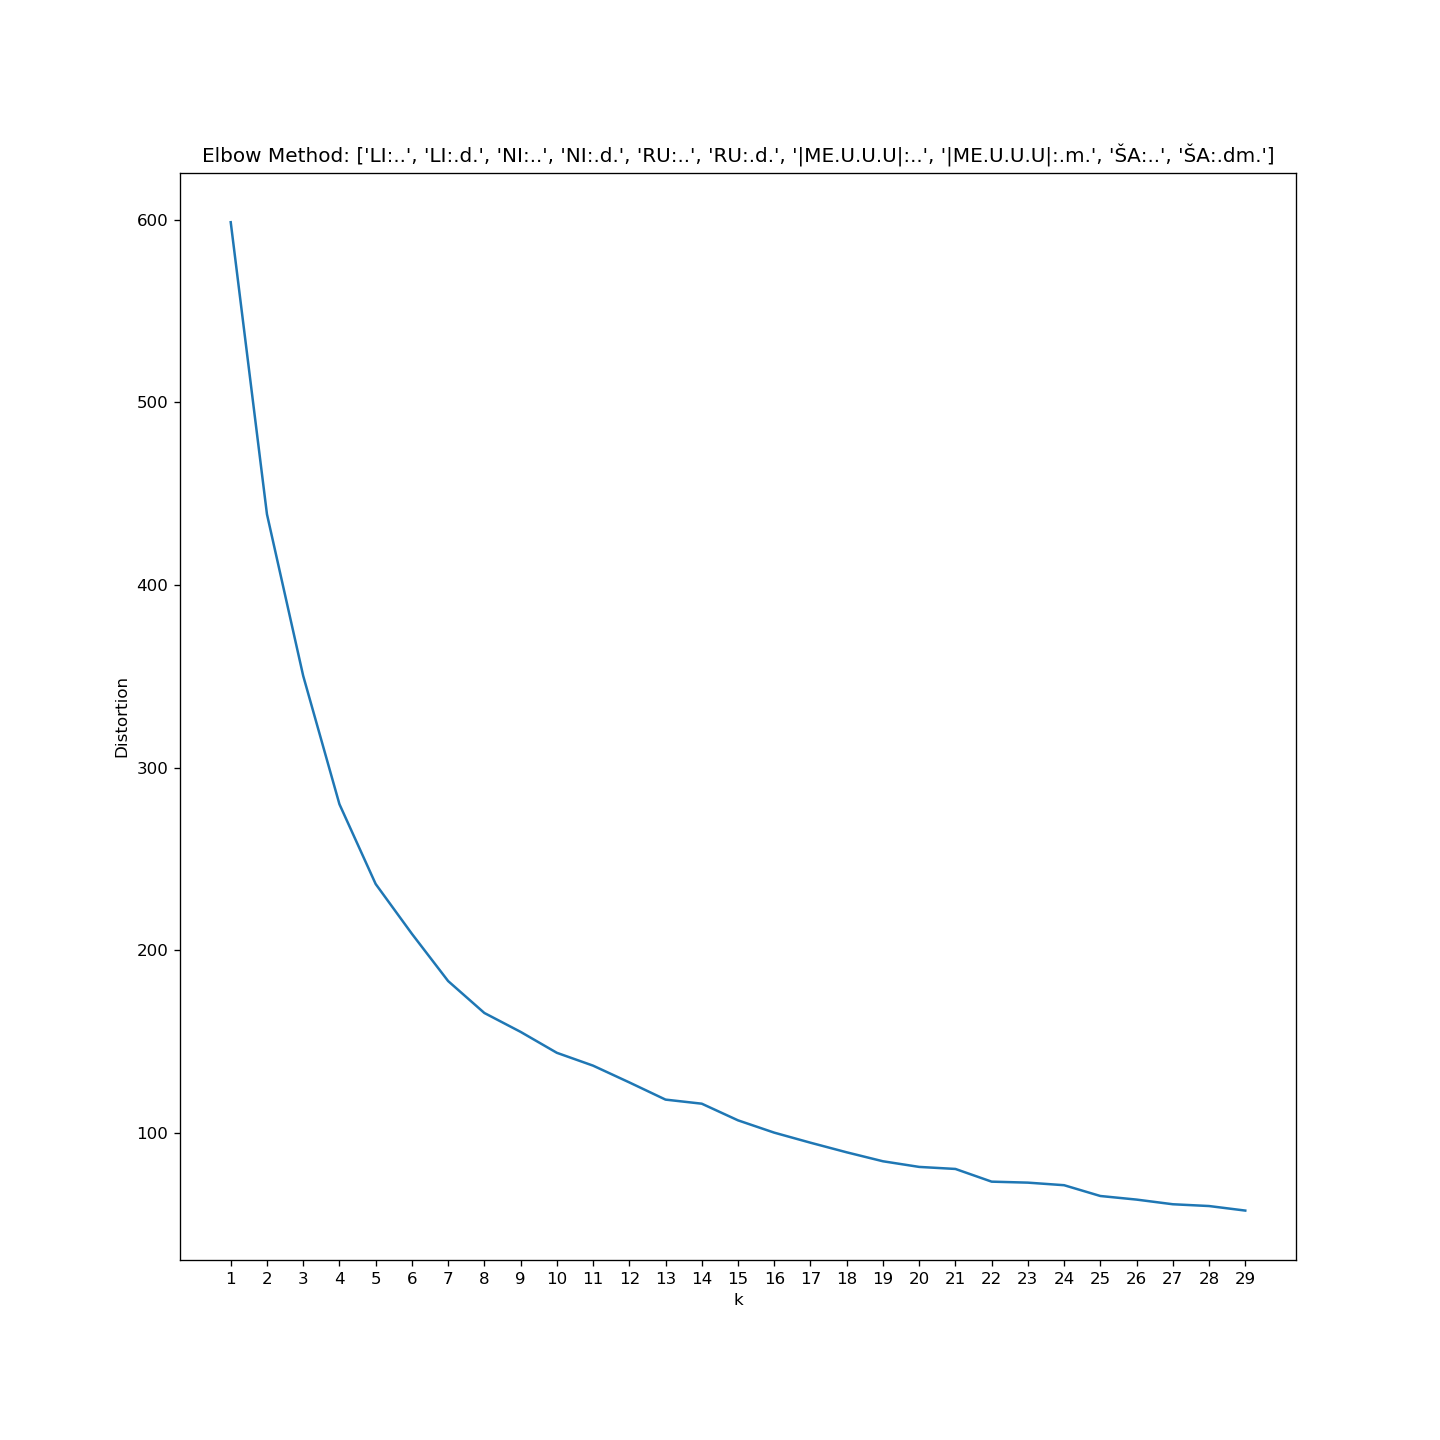 Elbow Method: ['LI:..', 'LI:.d.', 'NI:..', 'NI:.d.', 'RU:..', 'RU:.d.', '|ME.U.U.U|:..', '|ME.U.U.U|:.m.', 'ŠA:..', 'ŠA:.dm.']
600
500
400
300
200
100
Distortion
1 2 3 4 5 6 7 8 9 10 11 12 13 14 15 16 17 18 19 20 21 22 23 24 25 26 27 28 29
k